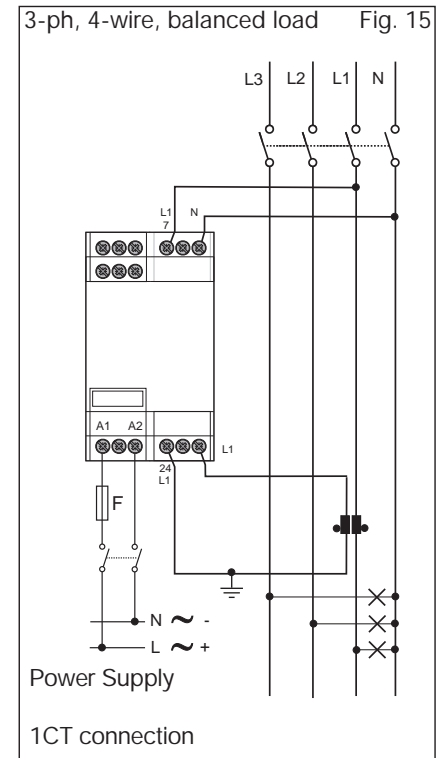 3-ph, 4-wire, balanced load Fig. 15
L3 L2 L1 N
L1 N
7
A1 A2
L1
24
L1
F
N ~ -
L ~ +
Power Supply
1CT connection